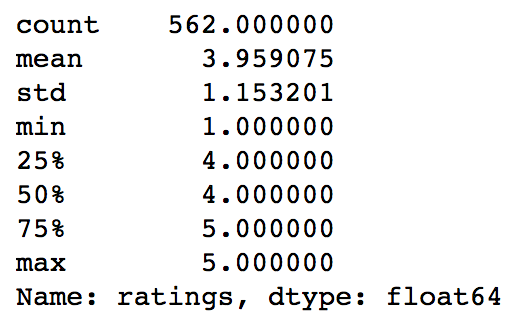 count    562.000000
mean       3.959075
std        1.153201
min        1.000000
25%        4.000000
50%        4.000000
75%        5.000000
max        5.000000
Name: ratings, dtype: float64